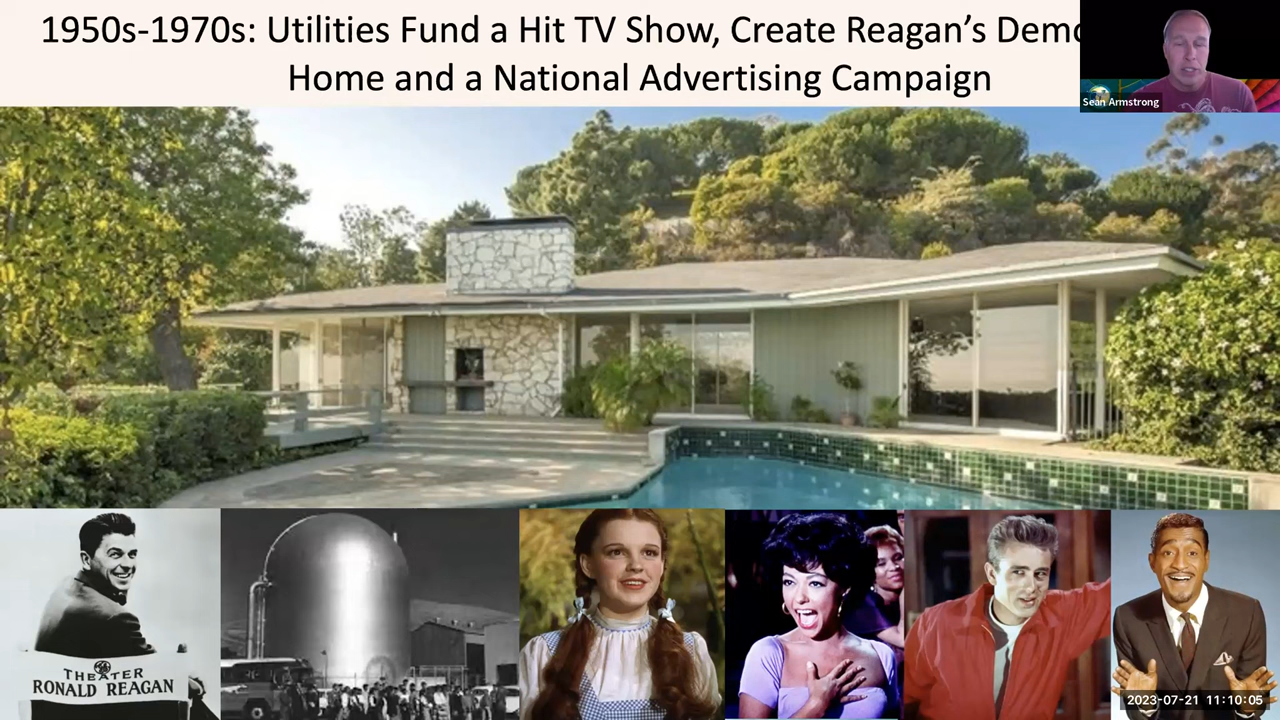 1950s-1970s: Utilities Fund a Hit TV Show, Create Reagan's Demo
Home and a National Advertising Campaign
Sean Armstrong
THEATER
RONALD REAGAN
2023-07-21 11:10:05